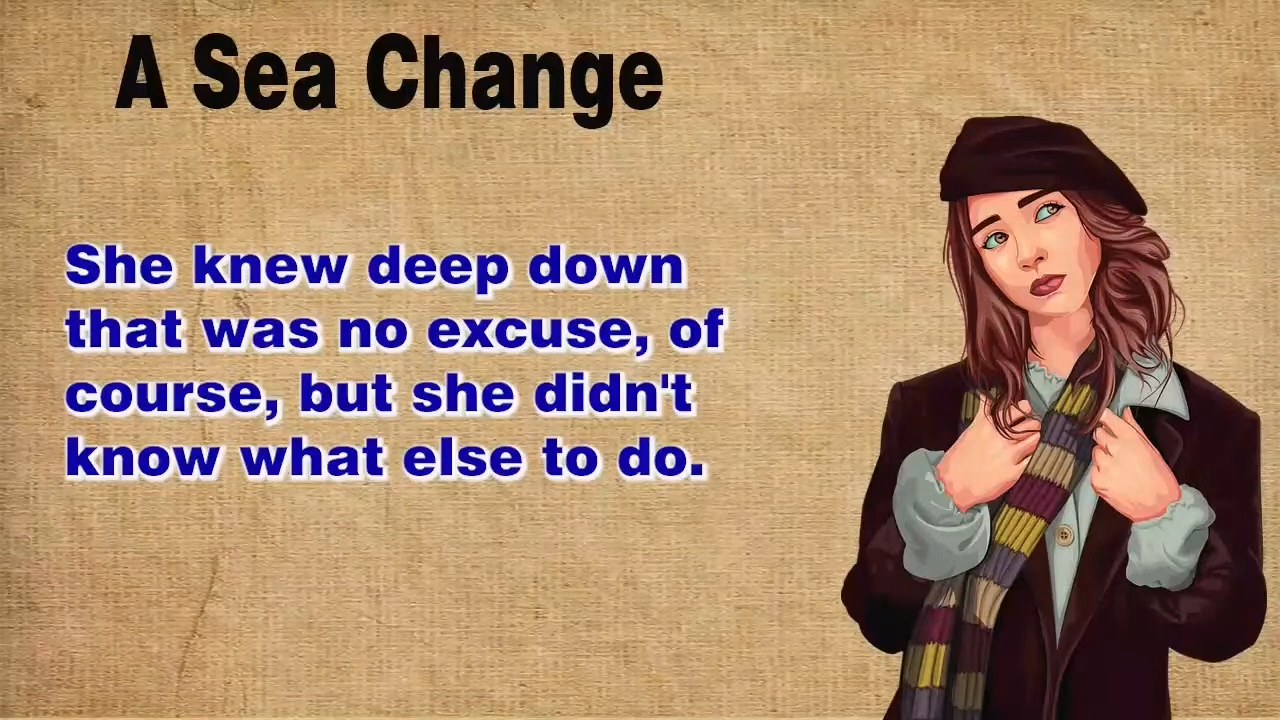 A Sea Change
She knew deep down
that was no excuse, of
course, but she didn't
know what else to do.